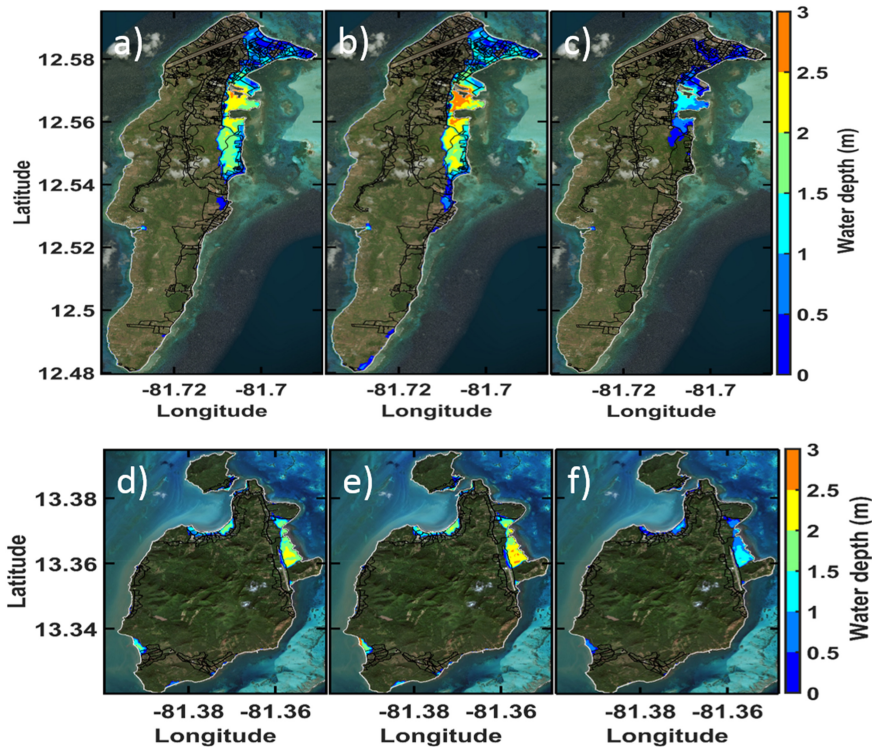 a) b) c)
3
2.5
2
1.5
1
0.5
0
Water depth (m)
12.58
12.56
12.54
12.52
12.5
12.48
Latitude
-81.72 -81.7 -81.72 -81.7 -81.72 -81.7
Longitude Longitude Longitude
d) e) f)
3
2.5
2
1.5
1
0.5
0
Water depth (m)
13.38
13.36
13.34
Latitude
-81.38 -81.36 -81.38 -81.36 -81.38 -81.36
Longitude Longitude Longitude